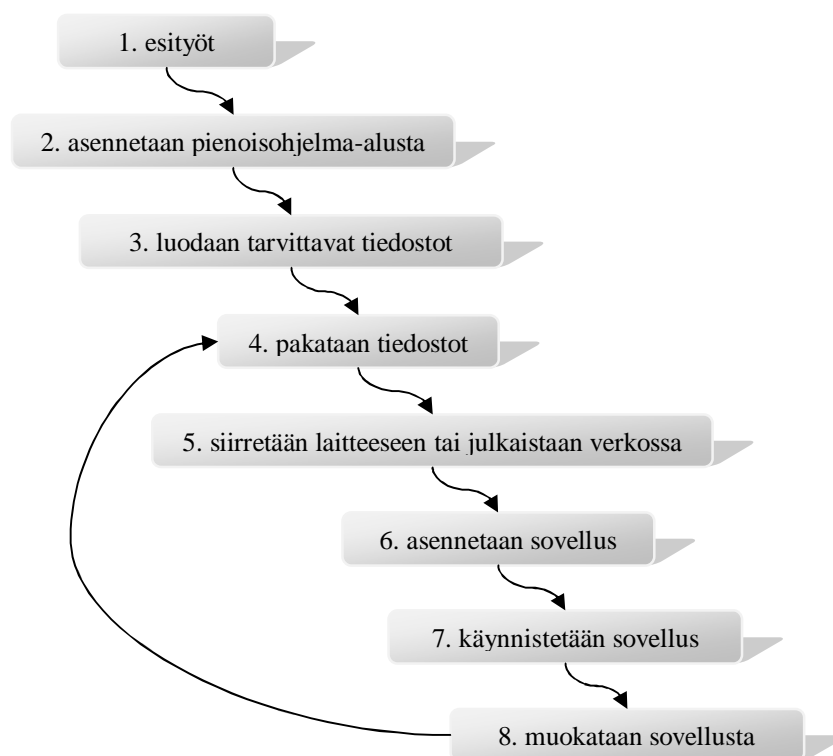 1. esityöt
2. asennetaan pienoisohjelma-alusta
3. luodaan tarvittavat tiedostot
4. pakataan tiedostot
5. siirretään laitteeseen tai julkaistaan verkossa
6. asennetaan sovellus
7. käynnistetään sovellus
8. muokataan sovellusta